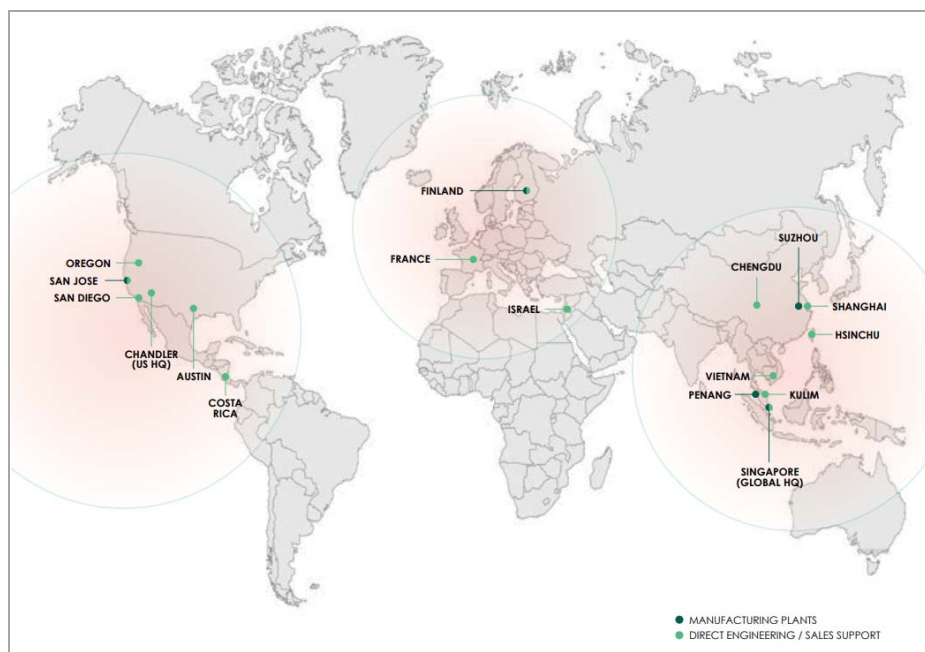 FINLAND
SUZHOU
FRANCE
CHENGDU
OREGON
SAN JOSE
SAN DIEGO
ISRAEL
SHANGHAI
HSINCHU
CHANDLER
(US HQ)
AUSTIN
VIETNAM
PENANG
KULIM
COSTA
RICA
SINGAPORE
(GLOBAL HQ)
MANUFACTURING PLANTS
DIRECT ENGINEERING / SALES SUPPORT